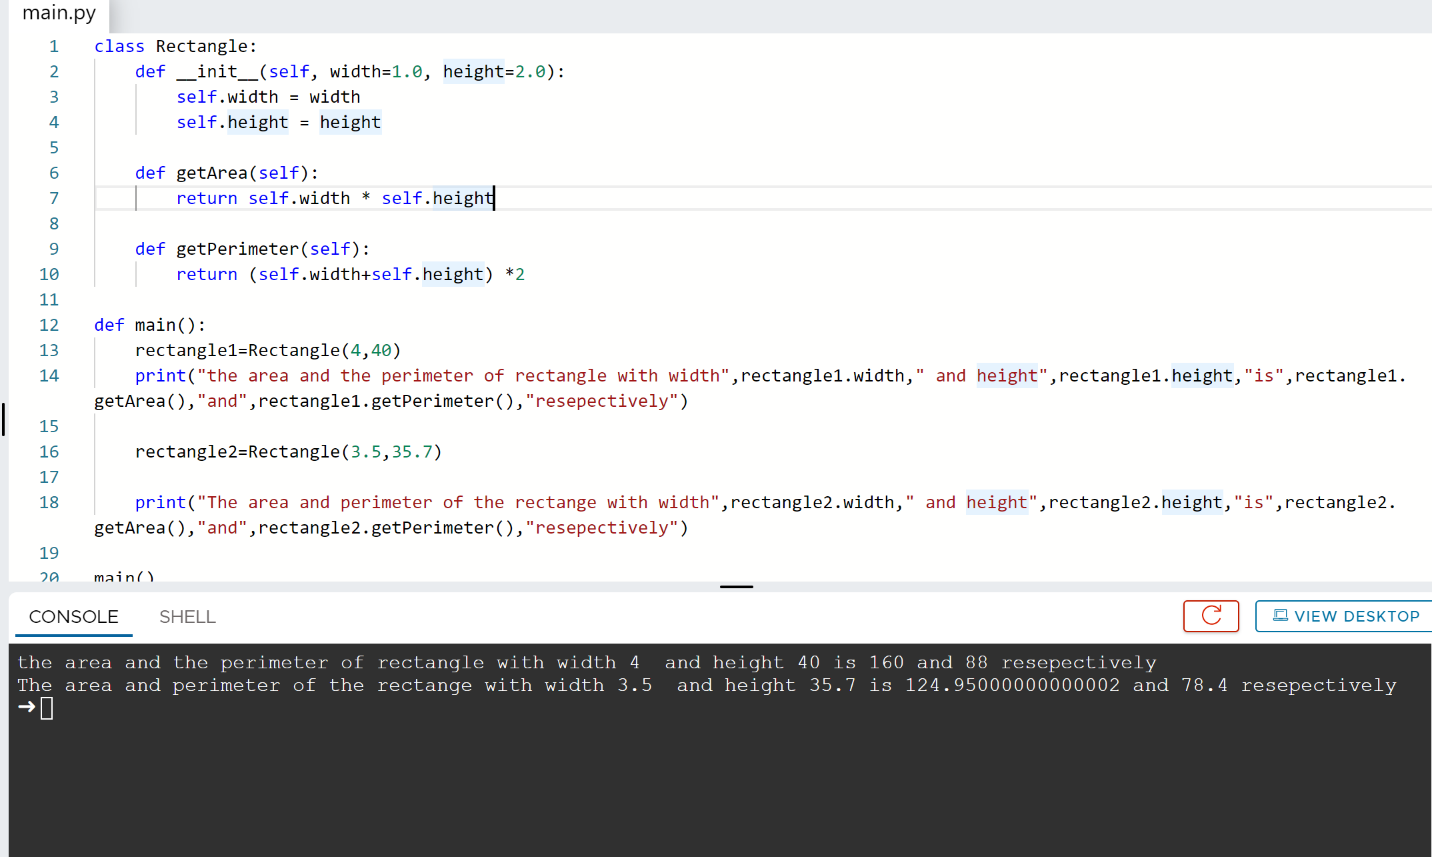 main.py
1 class Rectangle:
2     def __init__(self, width=1.0, height=2.0):
3         self.width = width
4         self.height = height
5
6     def getArea(self):
7         return self.width * self.height
8
9     def getPerimeter(self):
10         return (self.width+self.height) *2
11
12 def main():
13     rectangle1=Rectangle(4,40)
14     print("the area and the perimeter of rectangle with width",rectangle1.width," and height",rectangle1.height,"is",rectangle1.
getArea(),"and",rectangle1.getPerimeter(),"resepectively")
15
16     rectangle2=Rectangle(3.5,35.7)
17
18     print("The area and perimeter of the rectange with width",rectangle2.width," and height",rectangle2.height,"is",rectangle2.
getArea(),"and",rectangle2.getPerimeter(),"resepectively")
19
20 main()
CONSOLE SHELL VIEW DESKTOP
the area and the perimeter of rectangle with width 4  and height 40 is 160 and 88 resepectively
The area and perimeter of the rectange with width 3.5  and height 35.7 is 124.95000000000002 and 78.4 resepectively